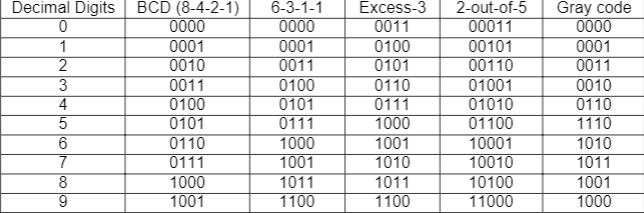 Decimal Digits BCD (8-4-2-1) 6-3-1-1 Excess-3 2-out-of-5 Gray code
0 0000 0000 0011 00011 0000
1 0001 0001 0100 00101 0001
2 0010 0011 0101 00110 0011
3 0011 0100 0110 01001 0010
4 0100 0101 0111 01010 0110
5 0101 0111 1000 01100 1110
6 0110 1000 1001 10001 1010
7 0111 1001 1010 10010 1011
8 1000 1011 1011 10100 1001
9 1001 1100 1100 11000 1000